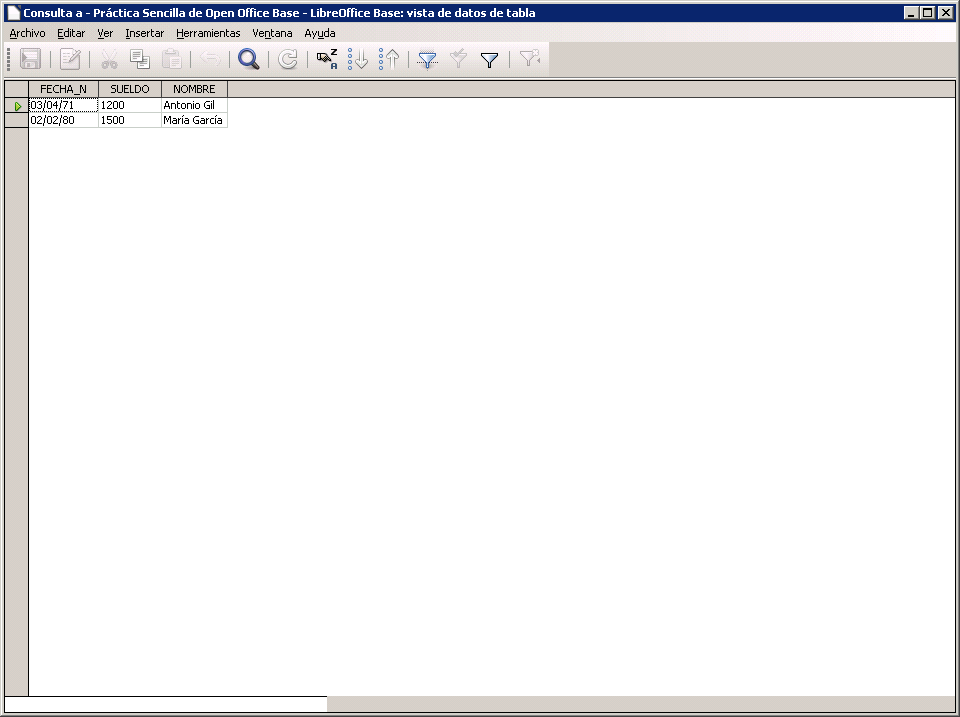 Consulta a - Práctica Sencilla de Open Office Base - LibreOffice Base: vista de datos de tabla
Archivo Editar Ver Insertar Herramientas Ventana Ayuda
FECHA_N SUELDO NOMBRE
03/04/71 1200 Antonio Gil
02/02/80 1500 María García